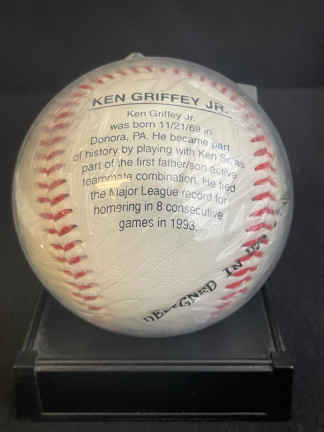 KEN GRIFFEY JR.
Ken Griffey Jr.
was born 11/21/69 in
Donora, PA. He became part
of history by playing with Ken Sr. as
part of the first father/son active
teammate combination. He tied
the Major League record for
homering in 8 consecutive
games in 1993.
DESIGNED IN